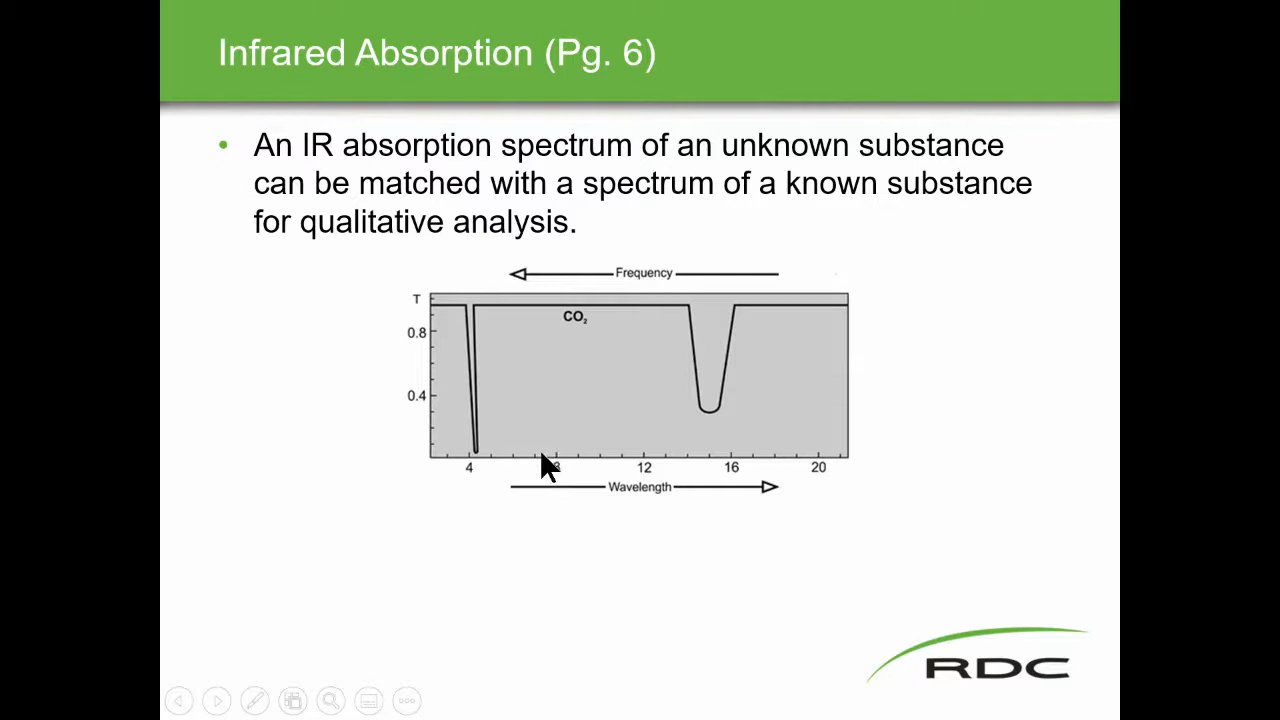 Infrared Absorption (Pg. 6)
• An IR absorption spectrum of an unknown substance
can be matched with a spectrum of a known substance
for qualitative analysis.
Frequency
T
CO₂
0.8
0.4
4 8 12 16 20
Wavelength
RDC